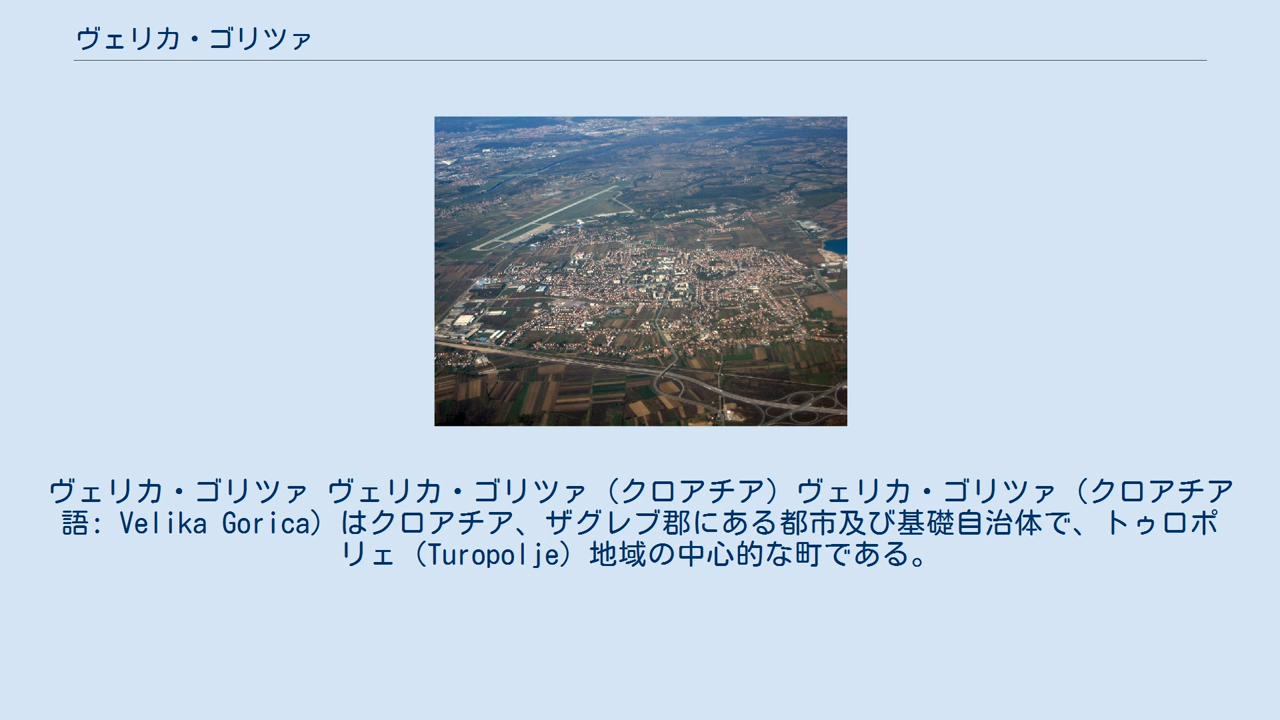 ヴェリカ・ゴリツァ
ヴェリカ・ゴリツァ ヴェリカ・ゴリツァ（クロアチア）ヴェリカ・ゴリツァ（クロアチア
語: Velika Gorica）はクロアチア、ザグレブ郡にある都市及び基礎自治体で、トゥロポ
リェ（Turopolje）地域の中心的な町である。